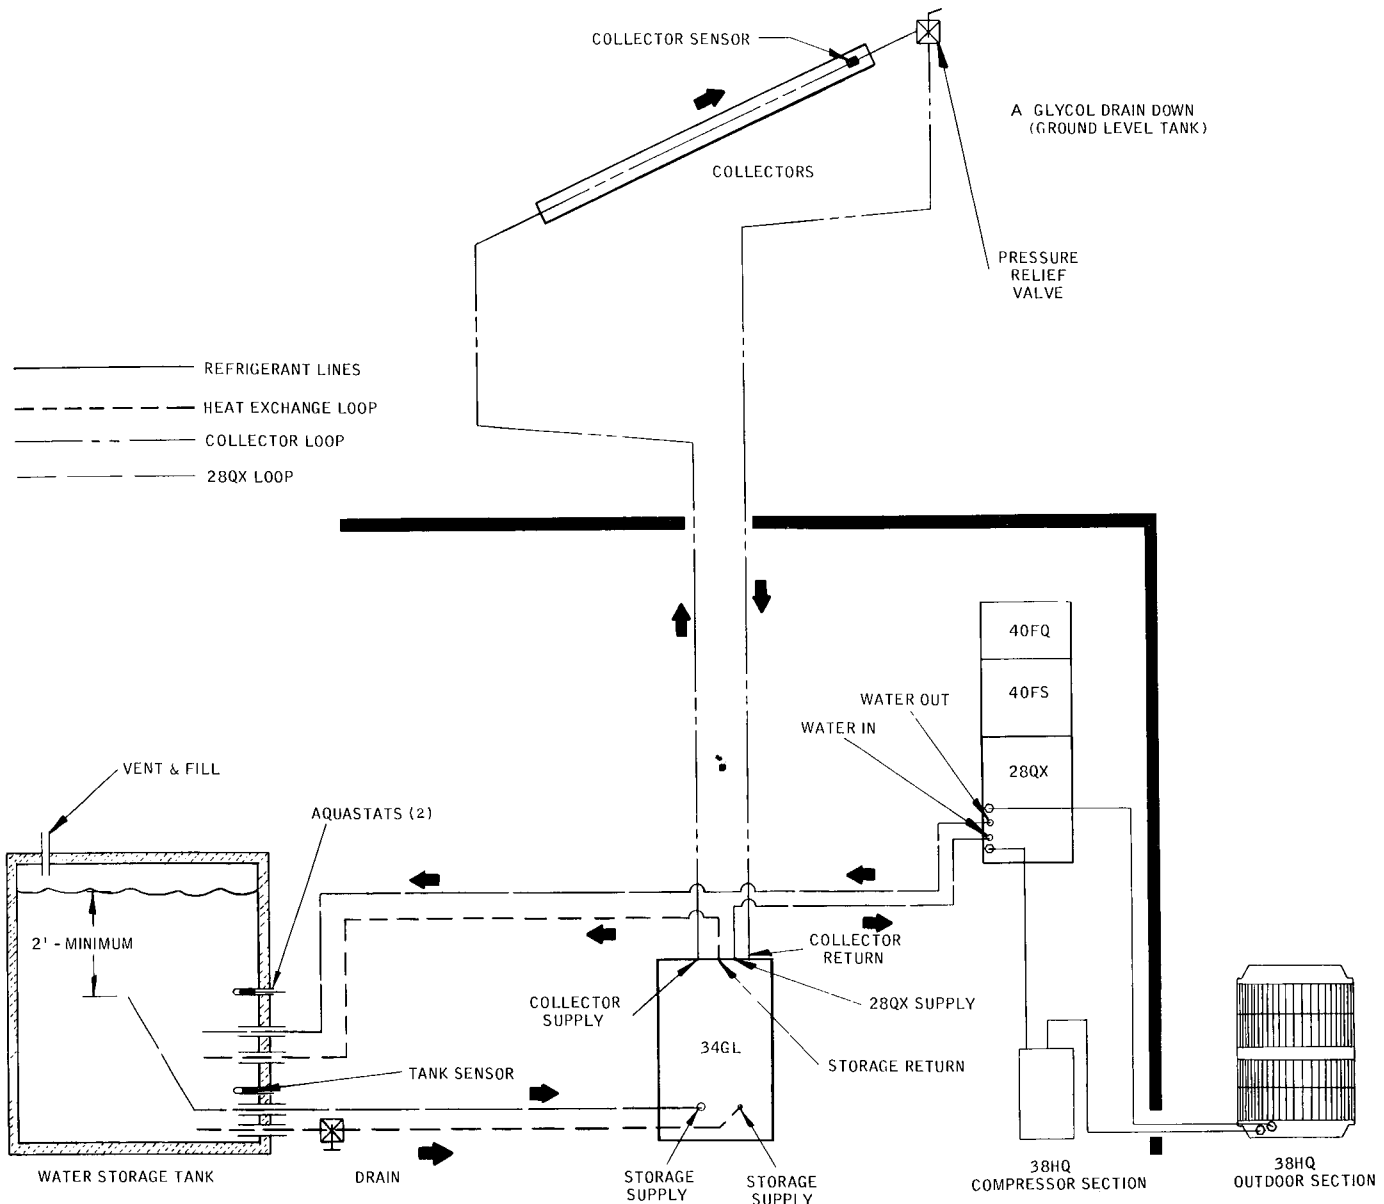 COLLECTOR SENSOR
A GLYCOL DRAIN DOWN
(GROUND LEVEL TANK)
COLLECTORS
PRESSURE
RELIEF
VALVE
REFRIGERANT LINES
HEAT EXCHANGE LOOP
COLLECTOR LOOP
28QX LOOP
40FQ
40FS
28QX
WATER OUT
WATER IN
VENT & FILL
AQUASTATS (2)
2' - MINIMUM
COLLECTOR
RETURN
COLLECTOR
SUPPLY
28QX SUPPLY
34GL
STORAGE RETURN
TANK SENSOR
WATER STORAGE TANK
DRAIN
STORAGE
SUPPLY
STORAGE
SUPPLY
38HQ
COMPRESSOR SECTION
38HQ
OUTDOOR SECTION